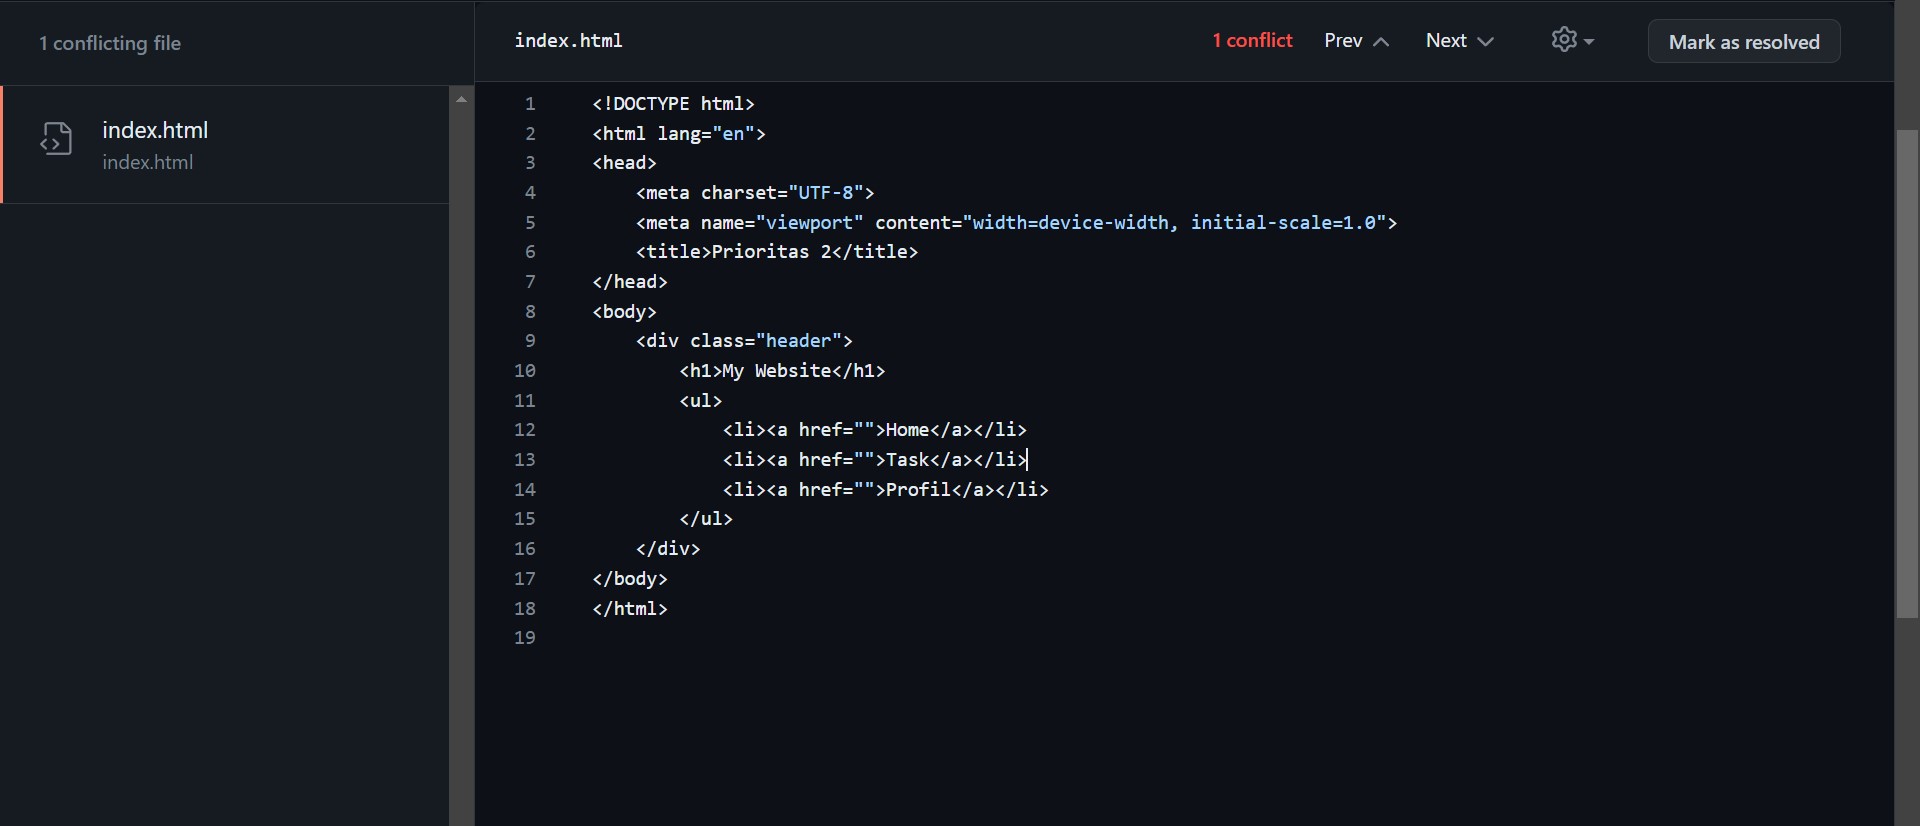 1 conflicting file
index.html
index.html
index.html
1 conflict Prev Next Mark as resolved
1 <!DOCTYPE html>
2 <html lang="en">
3 <head>
4     <meta charset="UTF-8">
5     <meta name="viewport" content="width=device-width, initial-scale=1.0">
6     <title>Prioritas 2</title>
7 </head>
8 <body>
9     <div class="header">
10         <h1>My Website</h1>
11         <ul>
12             <li><a href="">Home</a></li>
13             <li><a href="">Task</a></li>
14             <li><a href="">Profil</a></li>
15         </ul>
16     </div>
17 </body>
18 </html>
19